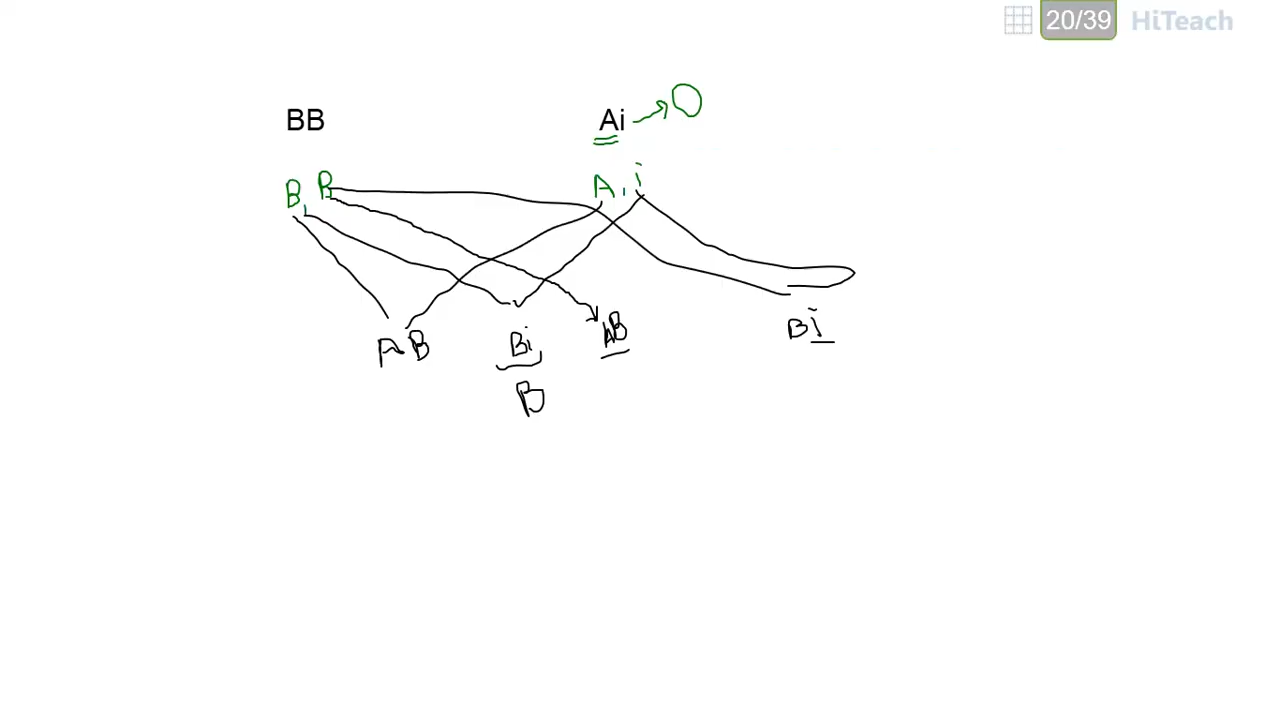 20/39 HiTeach
BB Ai → O
B, B A, i
AB Bi AB Bi
B